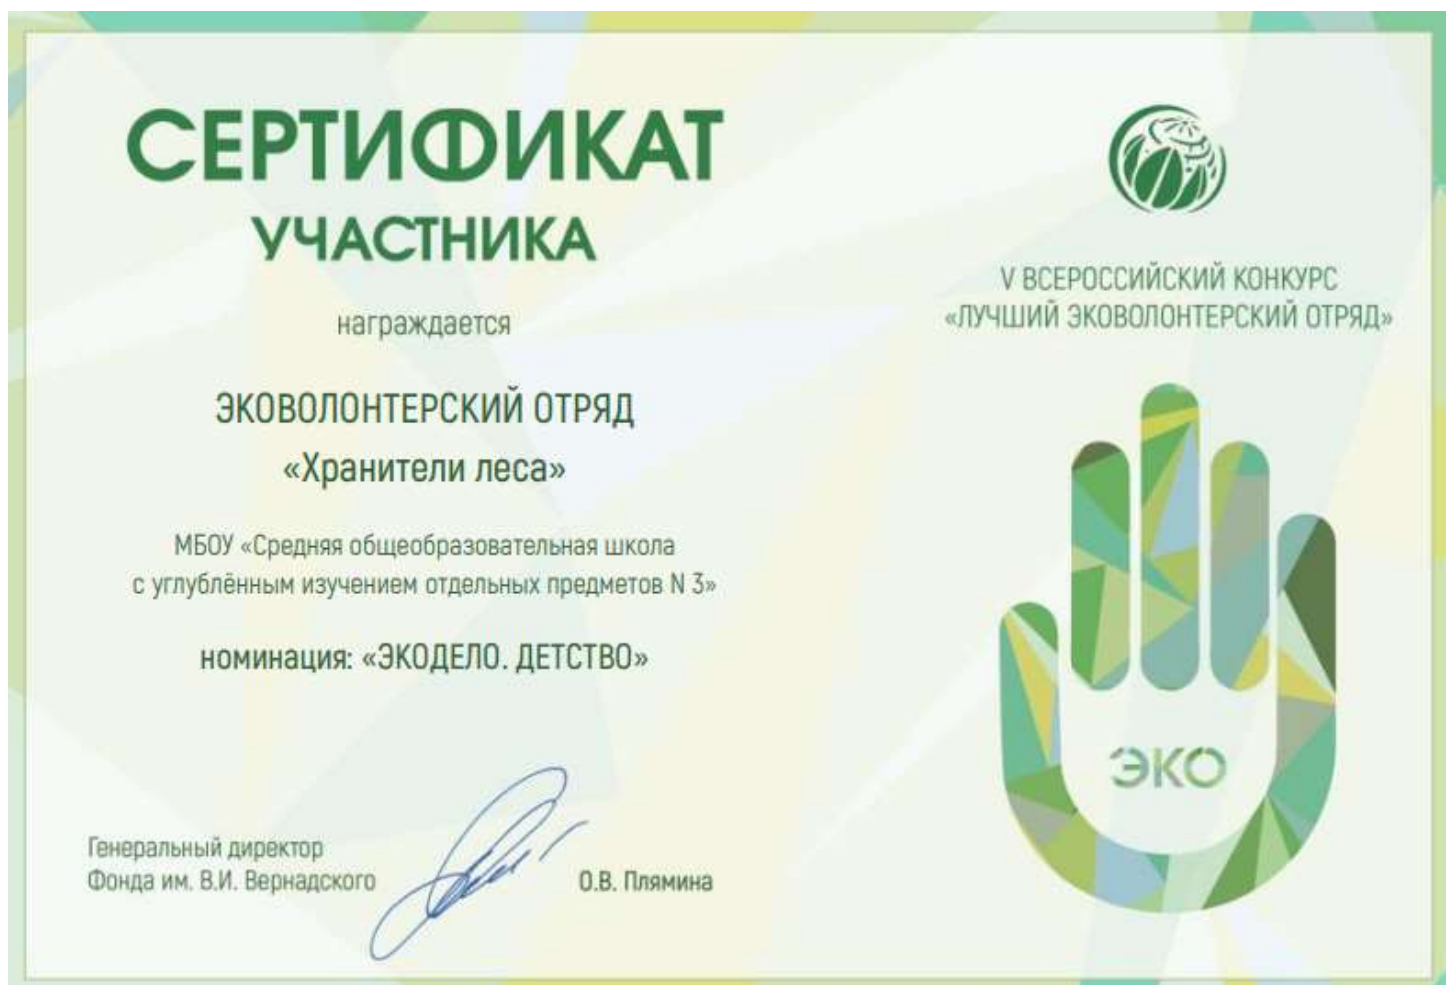 СЕРТИФИКАТ
УЧАСТНИКА
награждается
ЭКОВОЛОНТЕРСКИЙ ОТРЯД
«Хранители леса»
МБОУ «Средняя общеобразовательная школа
с углублённым изучением отдельных предметов N 3»
номинация: «ЭКОДЕЛО. ДЕТСТВО»
Генеральный директор
Фонда им. В.И. Вернадского
О.В. Плямина
V ВСЕРОССИЙСКИЙ КОНКУРС
«ЛУЧШИЙ ЭКОВОЛОНТЕРСКИЙ ОТРЯД»
ЭКО